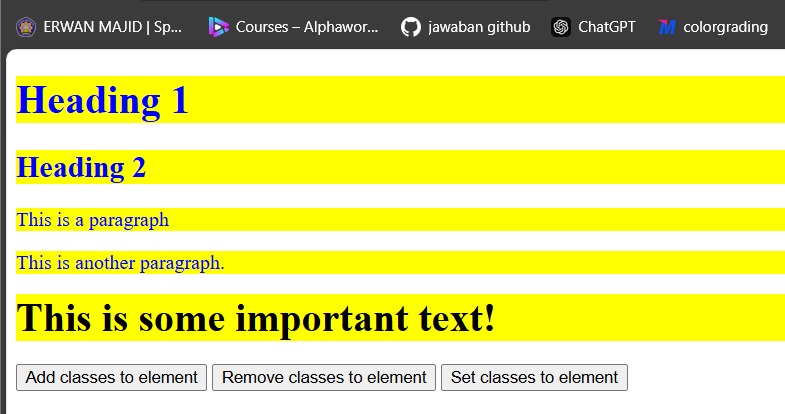 ERWAN MAJID | Sp... Courses – Alphawor... jawaban github ChatGPT colorgrading
Heading 1
Heading 2
This is a paragraph
This is another paragraph.
This is some important text!
Add classes to element Remove classes to element Set classes to element